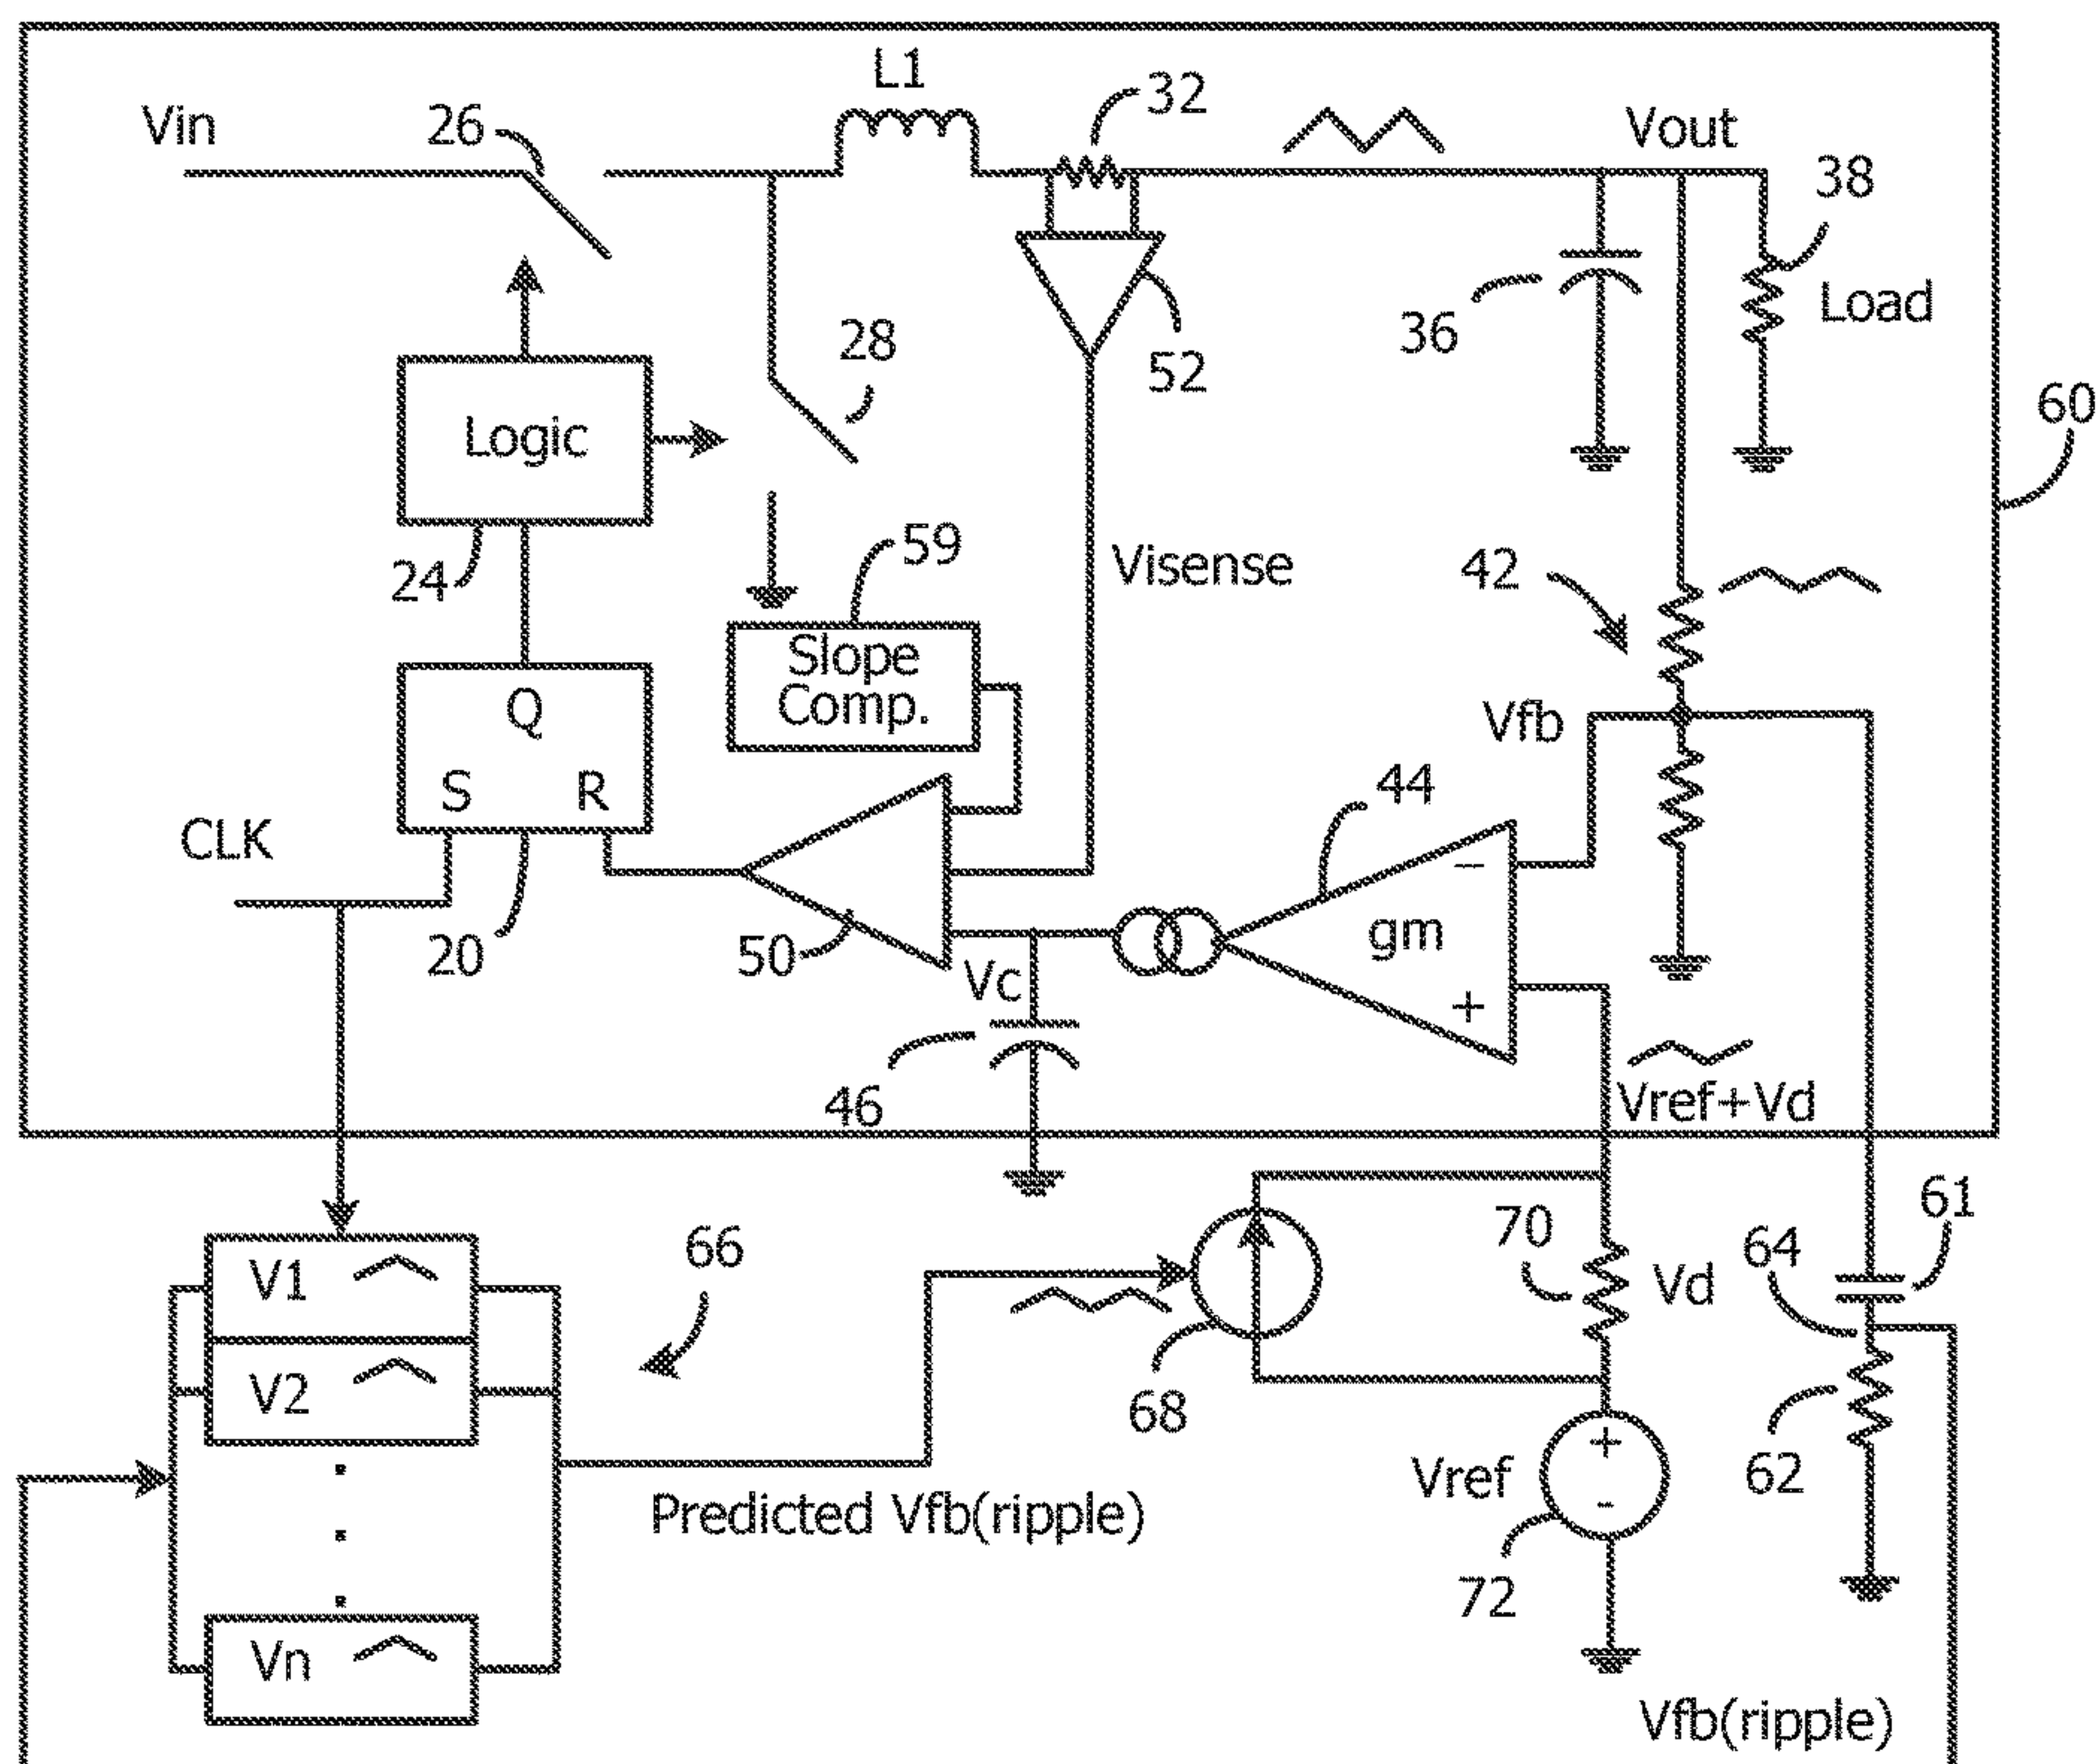 L1
32
Vin
26
Vout
38
36
Load
52
28
60
Logic
59
24
Visense
42
Slope
Comp.
Q
Vfb
S
R
44
CLK
gm
−
+
20
50
Vc
46
Vref+Vd
61
70
64
66
V1
Vd
V2
68
62
+
Vref
-
Predicted Vfb(ripple)
72
Vn
Vfb(ripple)